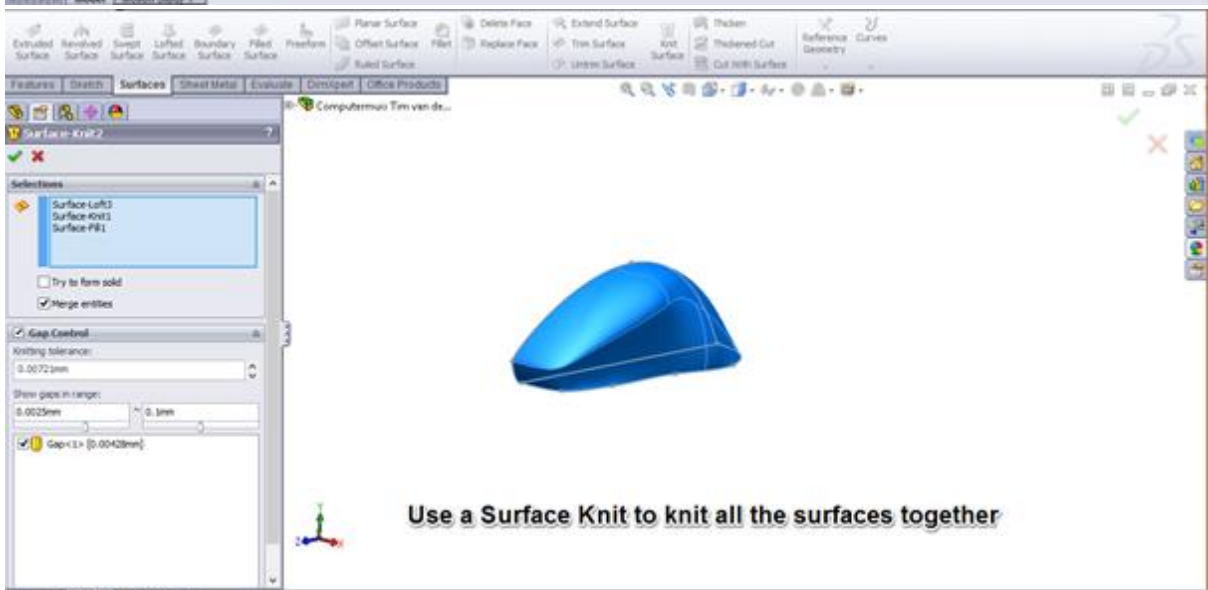 Planar Surface
Delete Face
Extend Surface
Thicken
Extruded Surface
Revolved Surface
Swept Surface
Lofted Surface
Boundary Surface
Filled Surface
Freeform
Offset Surface
Fillet
Replace Face
Trim Surface
Knit Surface
Thickened Cut
Reference Geometry
Curves
Ruled Surface
Untrim Surface
Cut With Surface
Features
Sketch
Surfaces
Sheet Metal
Evaluate
DimXpert
Office Products
Computermuo Tim van de...
Surface-Knit2
?
Selections
Surface-Loft3
Surface-Knit1
Surface-Fill1
Try to form solid
Merge entities
Gap Control
Knitting tolerance:
0.00721mm
Show gaps in range:
0.0025mm ~ 0.1mm
Gap<1> [0.00428mm]
Use a Surface Knit to knit all the surfaces together